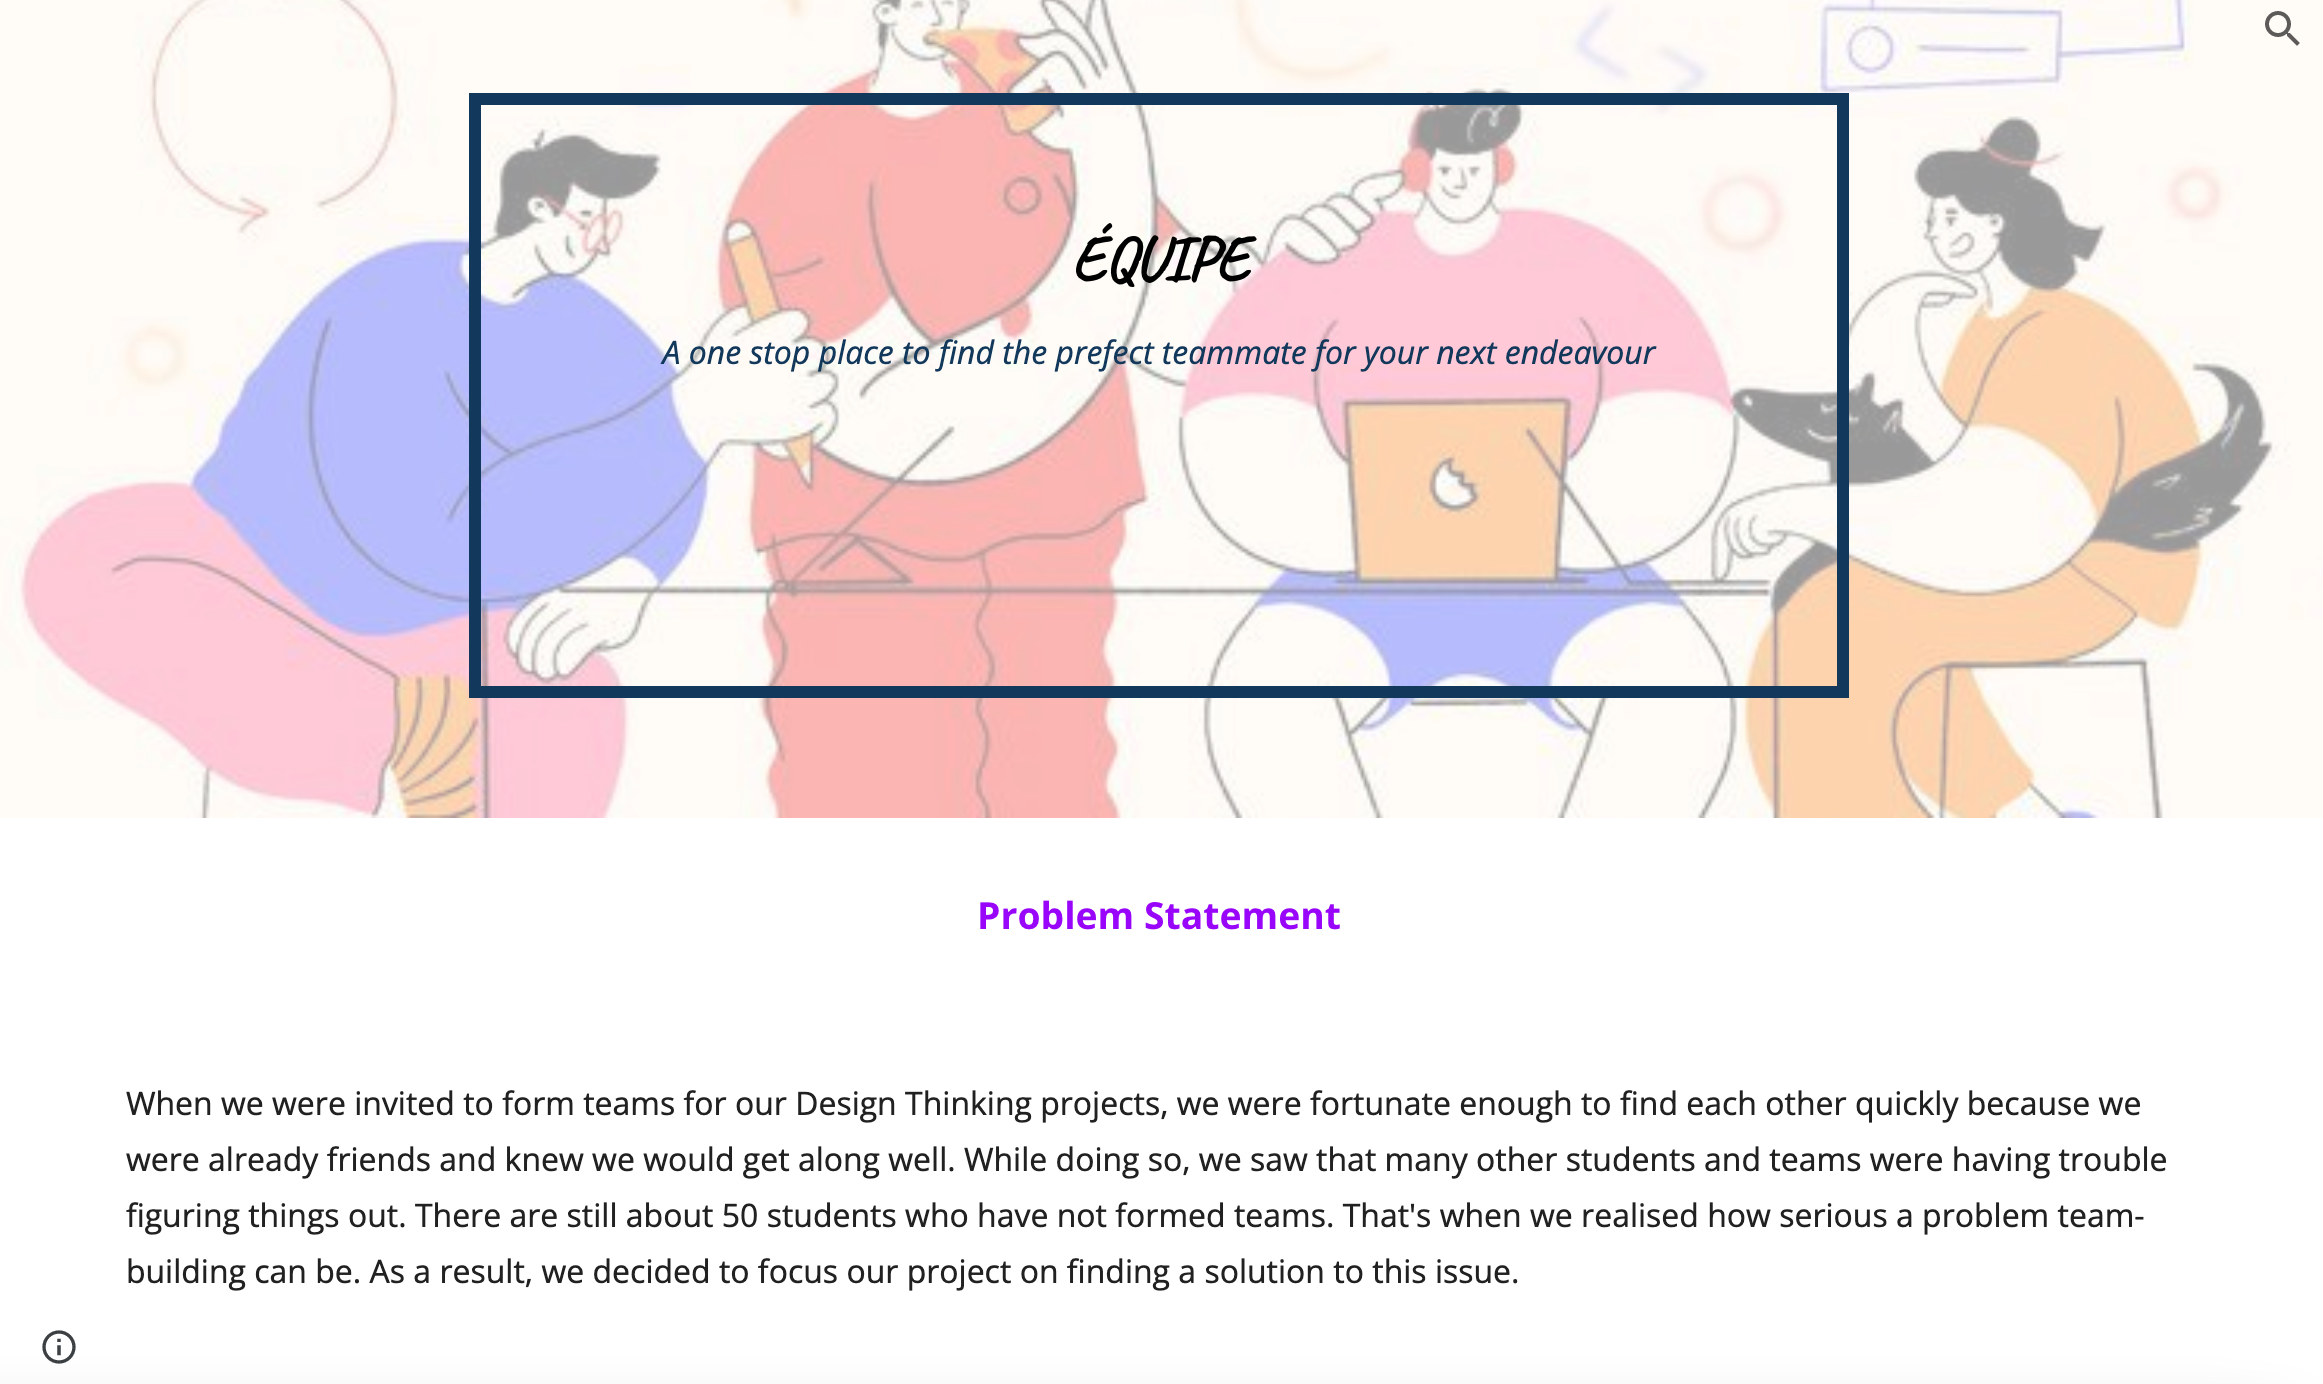 ÉQUIPE
A one stop place to find the prefect teammate for your next endeavour
Problem Statement
When we were invited to form teams for our Design Thinking projects, we were fortunate enough to find each other quickly because we
were already friends and knew we would get along well. While doing so, we saw that many other students and teams were having trouble
figuring things out. There are still about 50 students who have not formed teams. That's when we realised how serious a problem team-
building can be. As a result, we decided to focus our project on finding a solution to this issue.